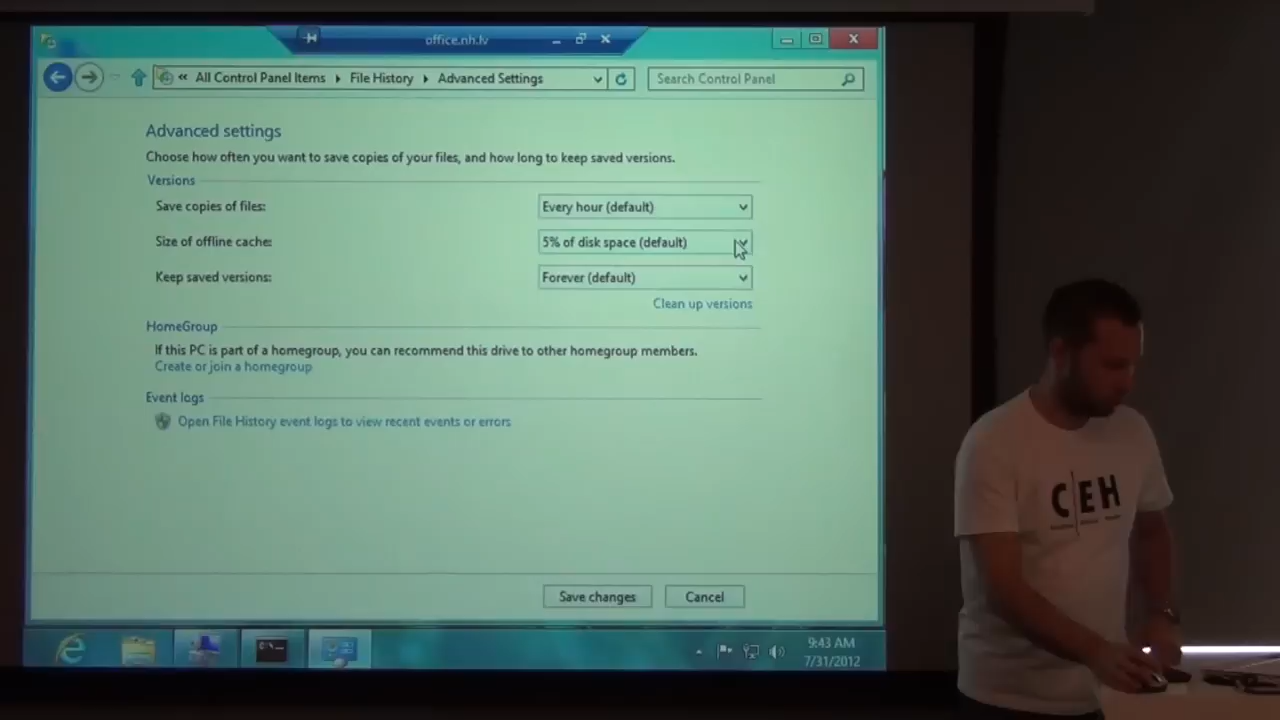 office.nh.lv
« All Control Panel Items File History Advanced Settings
Search Control Panel
Advanced settings
Choose how often you want to save copies of your files, and how long to keep saved versions.
Versions
Save copies of files: Every hour (default)
Size of offline cache: 5% of disk space (default)
Keep saved versions: Forever (default)
Clean up versions
HomeGroup
If this PC is part of a homegroup, you can recommend this drive to other homegroup members.
Create or join a homegroup
Event logs
Open File History event logs to view recent events or errors
C|EH
Save changes Cancel
9:43 AM
7/31/2012